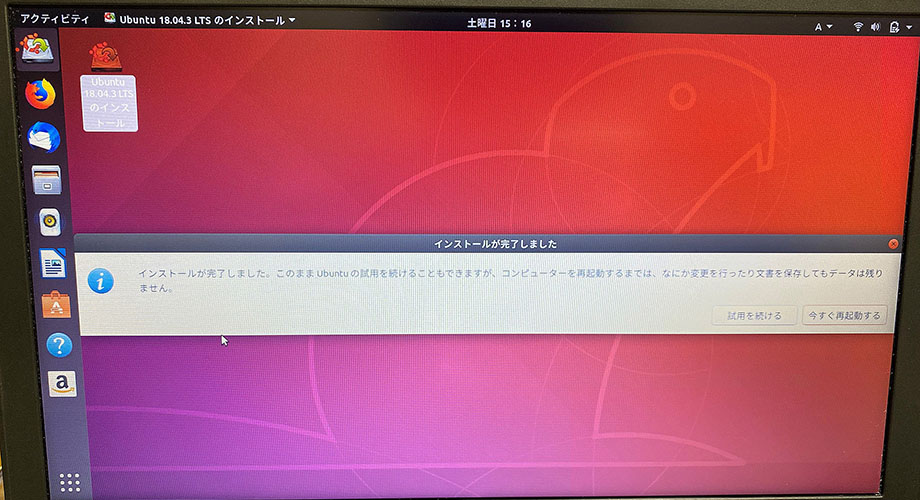 アクティビティ
Ubuntu 18.04.3 LTS のインストール
土曜日 15：16
A
Ubuntu
18.04.3 LTS
のインス
トール
インストールが完了しました
インストールが完了しました。このまま Ubuntu の試用を続けることもできますが、コンピューターを再起動するまでは、なにか変更を行ったり文書を保存してもデータは残り
ません。
試用を続ける
今すぐ再起動する